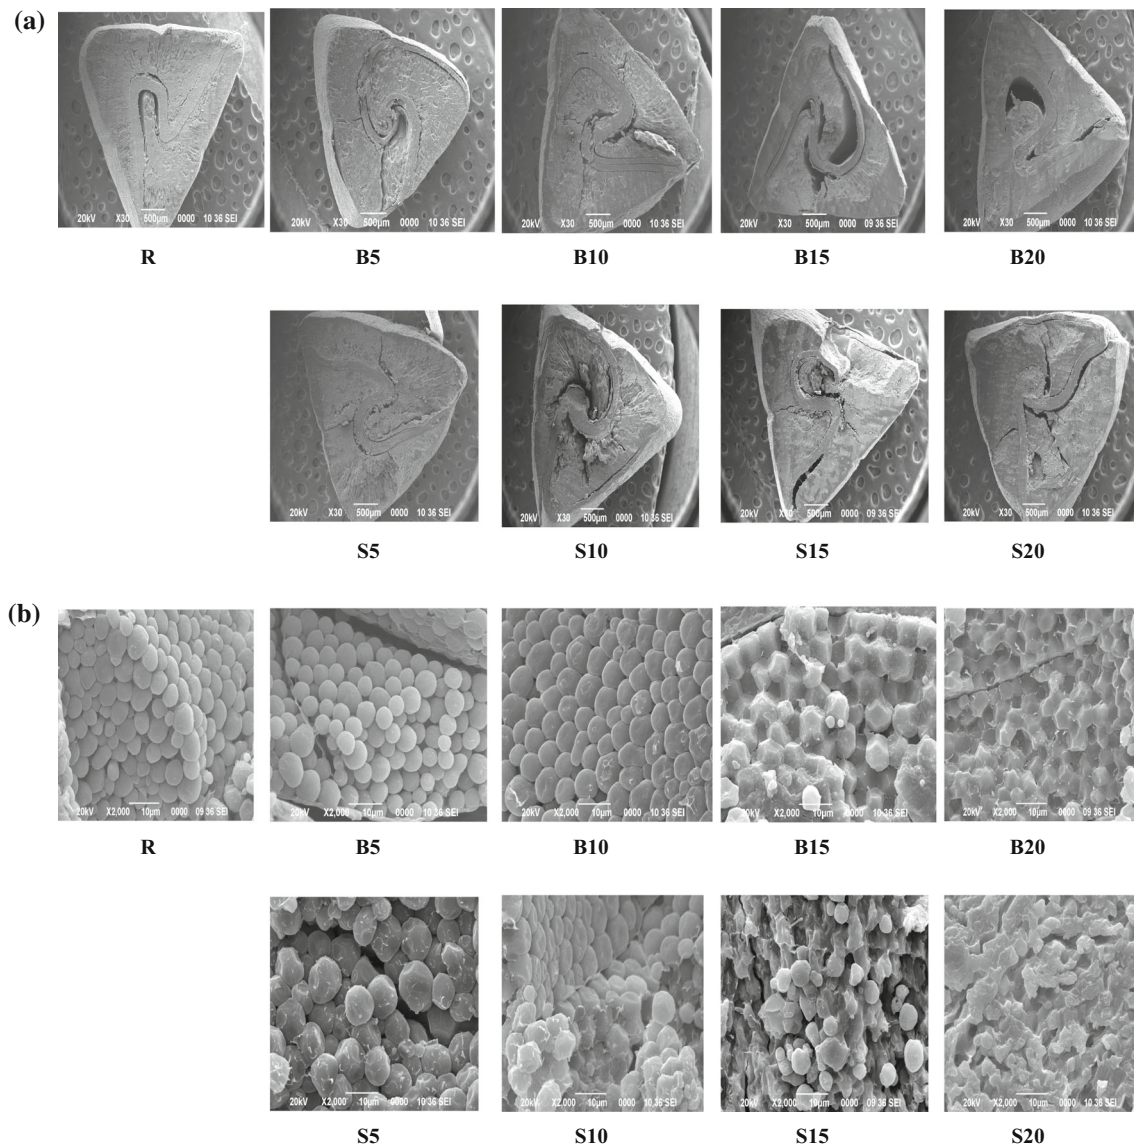 (a)
20kV X30 500μm 0000 10 36 SEI
20kV X30 500μm 0000 10 36 SEI
20kV X30 500μm 0000 10 36 SEI
20kV X30 500μm 0000 09 36 SEI
20kV X30 500μm 0000 10 36 SEI
R B5 B10 B15 B20
20kV X30 500μm 0000 10 36 SEI
20kV X30 500μm 0000 10 36 SEI
20kV X30 500μm 0000 09 36 SEI
20kV X30 500μm 0000 10 36 SEI
S5 S10 S15 S20
(b)
20kV X2,000 10μm 0000 09 36 SEI
20kV X2,000 10μm 0000 10 36 SEI
20kV X2,000 10μm 0000 10 36 SEI
20kV X2,000 10μm 0000 09 36 SEI
20kV X2,000 10μm 0000 10 36 SEI
R B5 B10 B15 B20
20kV X2,000 10μm 0000 10 36 SEI
20kV X2,000 10μm 0000 10 36 SEI
20kV X2,000 10μm 0000 09 36 SEI
20kV X2,000 10μm 0000 10 36 SEI
S5 S10 S15 S20